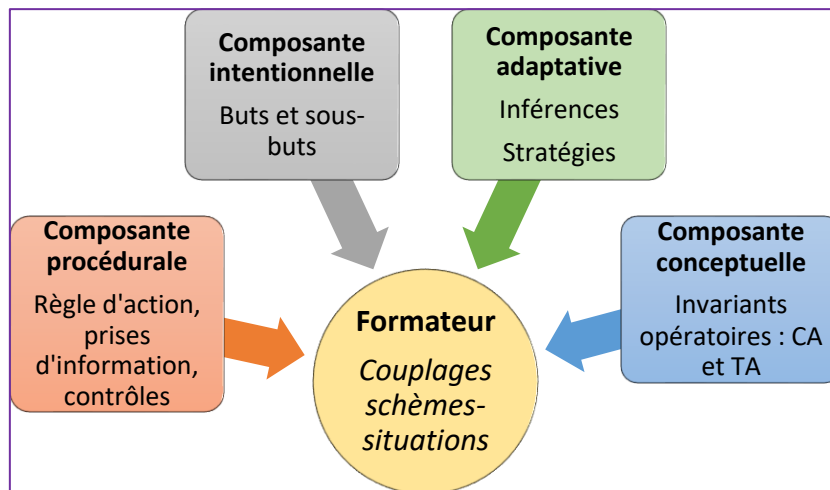 Composante
intentionnelle
Buts et sous-
buts
Composante
adaptative
Inférences
Stratégies
Composante
procédurale
Règle d'action,
prises
d'information,
contrôles
Composante
conceptuelle
Invariants
opératoires : CA
et TA
Formateur
Couplages
schèmes-
situations